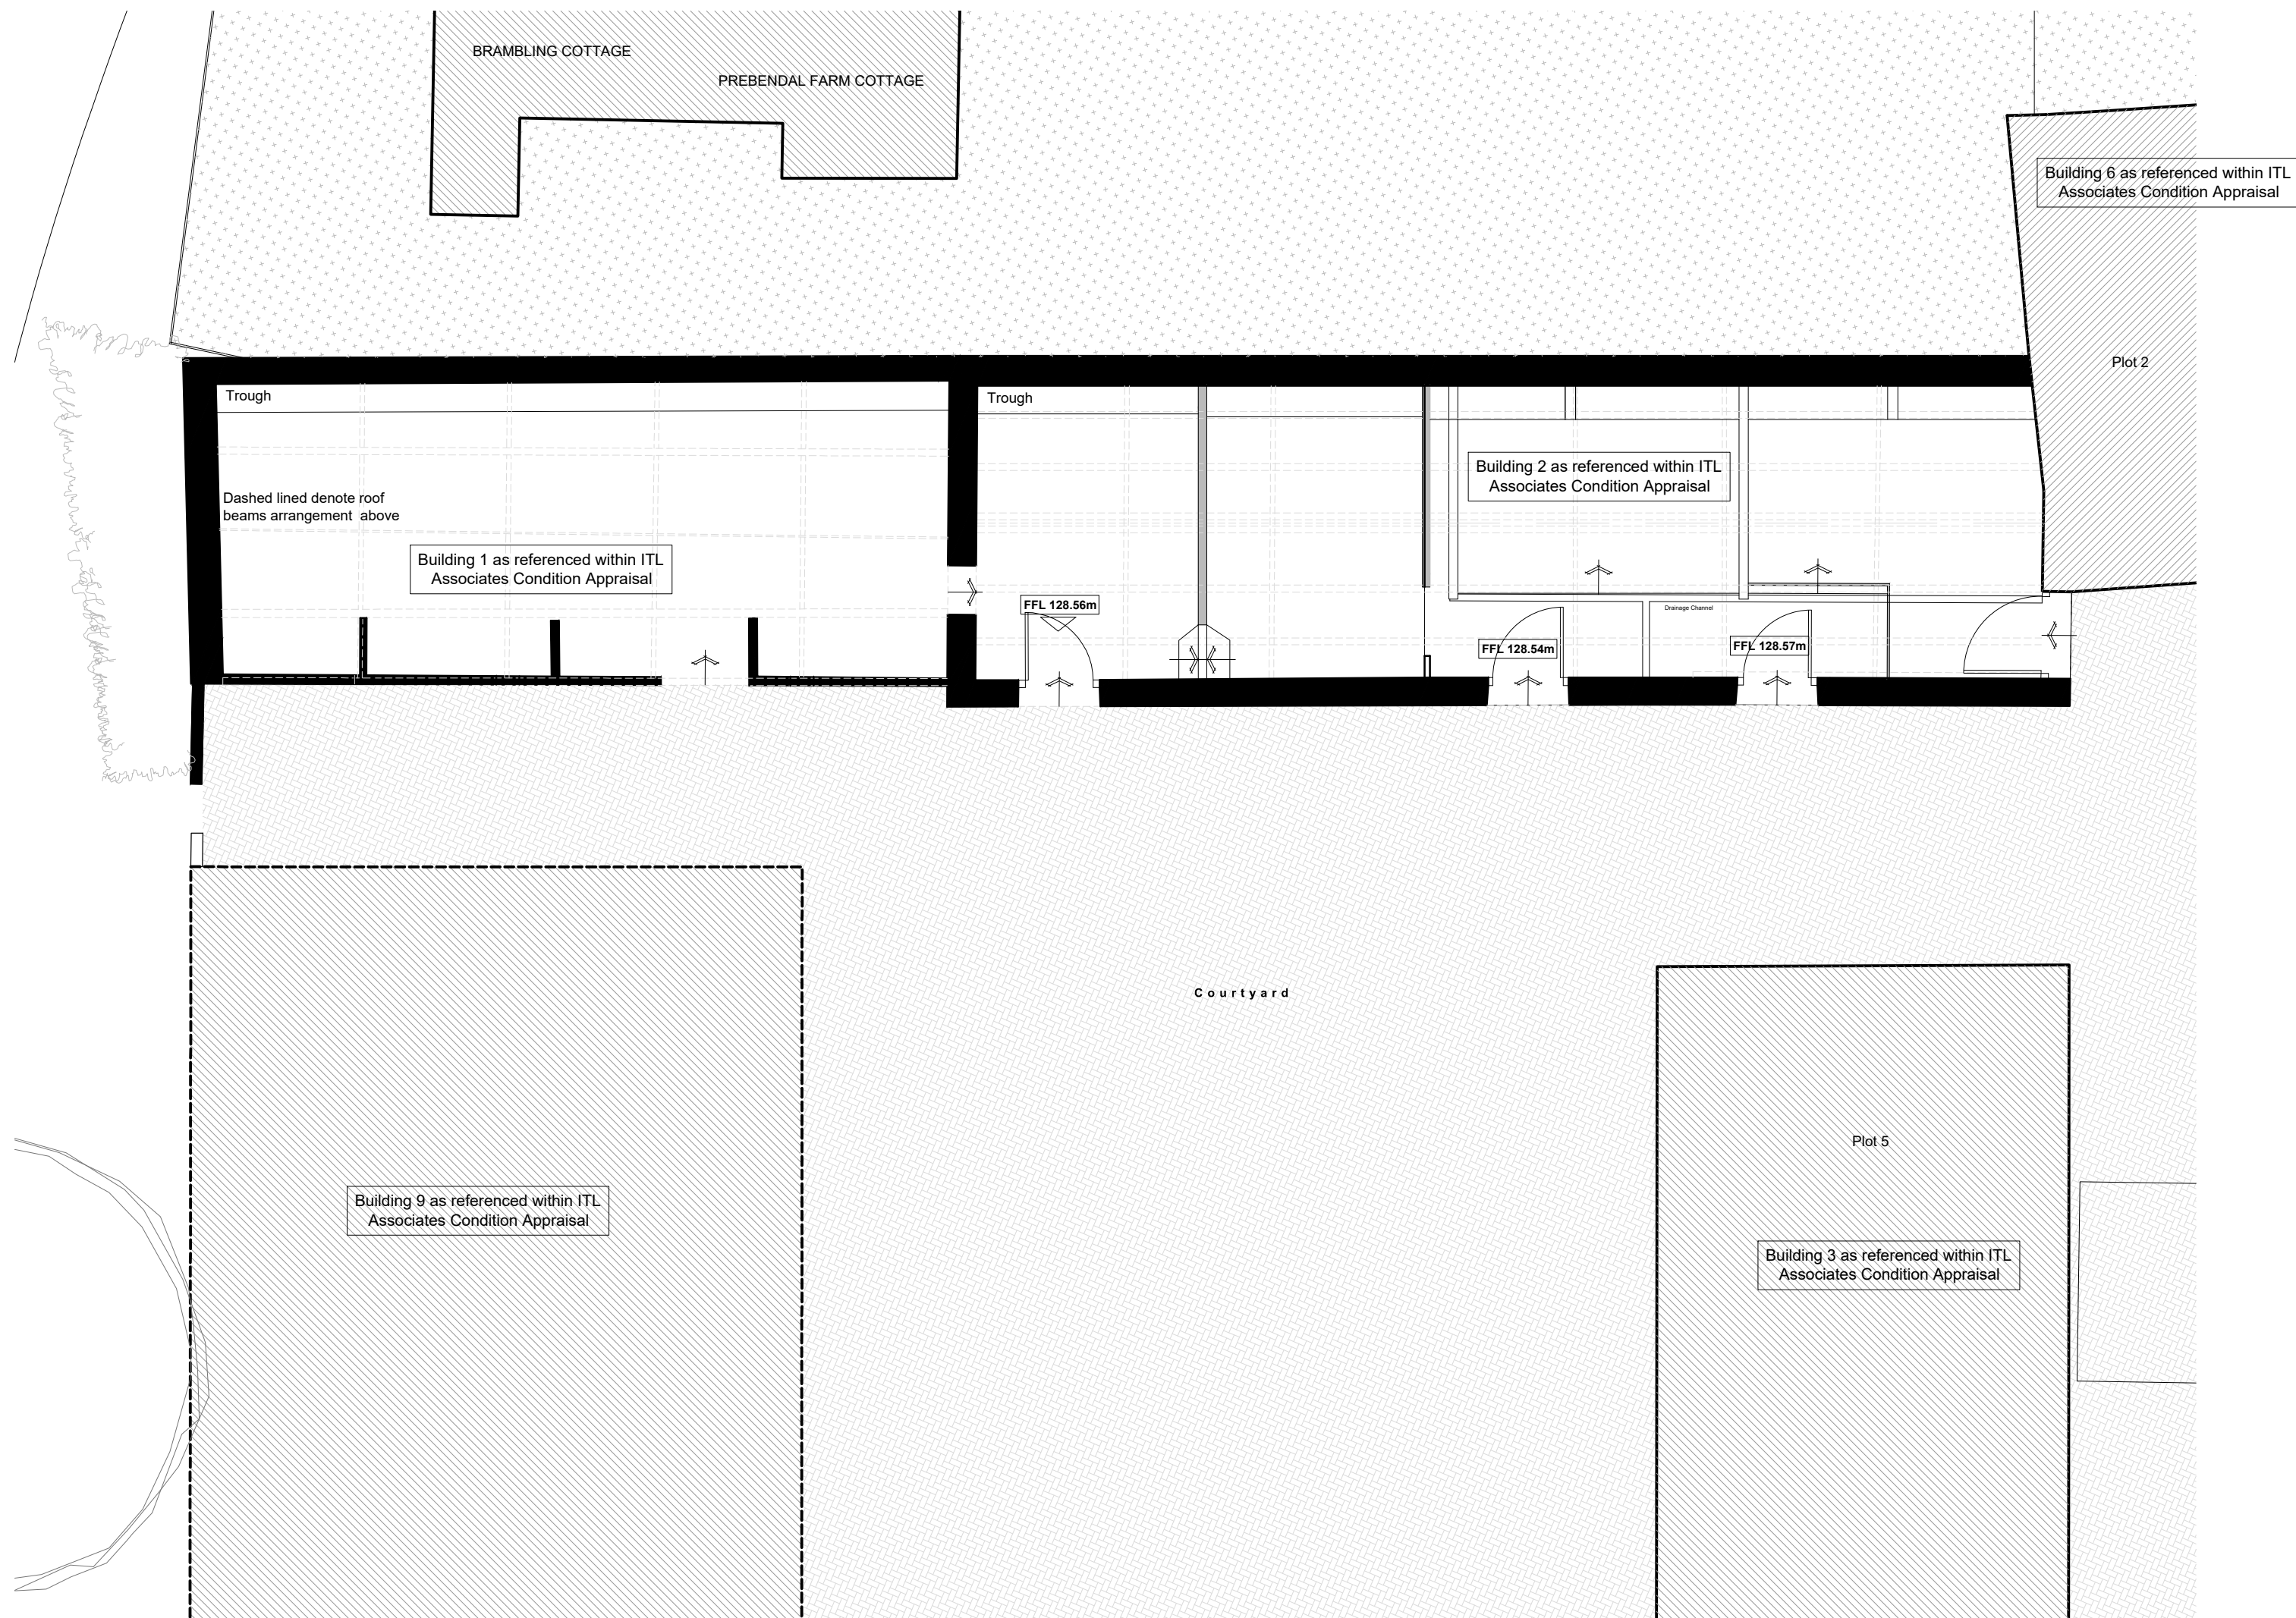 BRAMBLING COTTAGE
PREBENDAL FARM COTTAGE
Building 6 as referenced within ITL
Associates Condition Appraisal
Plot 2
Trough
Trough
Building 2 as referenced within ITL
Associates Condition Appraisal
Dashed lined denote roof
beams arrangement above
Building 1 as referenced within ITL
Associates Condition Appraisal
FFL 128.56m
Drainage Channel
FFL 128.54m
FFL 128.57m
Courtyard
Plot 5
Building 9 as referenced within ITL
Associates Condition Appraisal
Building 3 as referenced within ITL
Associates Condition Appraisal